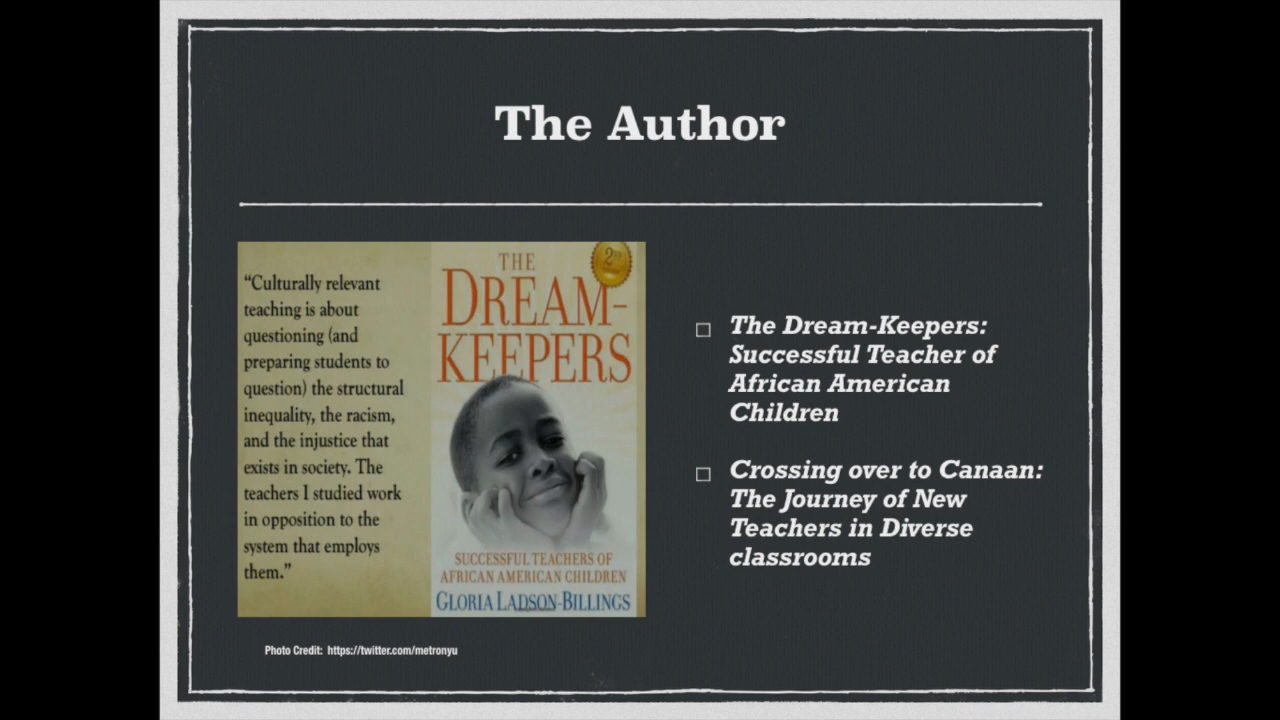 The Author
“Culturally relevant
teaching is about
questioning (and
preparing students to
question) the structural
inequality, the racism,
and the injustice that
exists in society. The
teachers I studied work
in opposition to the
system that employs
them.”
2ND
THE
DREAM-
KEEPERS
SUCCESSFUL TEACHERS OF
AFRICAN AMERICAN CHILDREN
GLORIA LADSON-BILLINGS
The Dream-Keepers:
Successful Teacher of
African American
Children
Crossing over to Canaan:
The Journey of New
Teachers in Diverse
classrooms
Photo Credit: https://twitter.com/metronyu